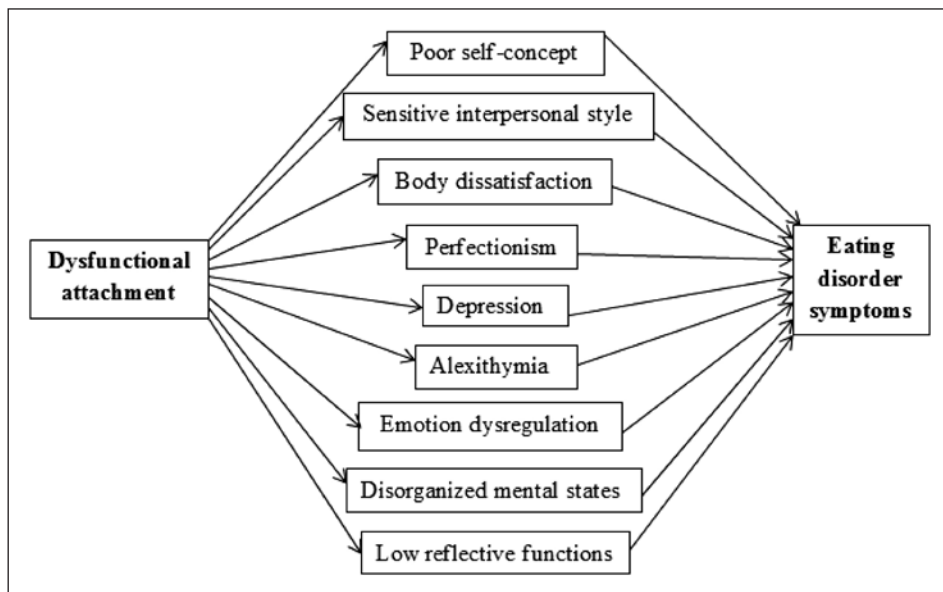 Poor self-concept
Sensitive interpersonal style
Body dissatisfaction
Perfectionism
Dysfunctional
attachment
Depression
Alexithymia
Emotion dysregulation
Disorganized mental states
Low reflective functions
Eating
disorder
symptoms